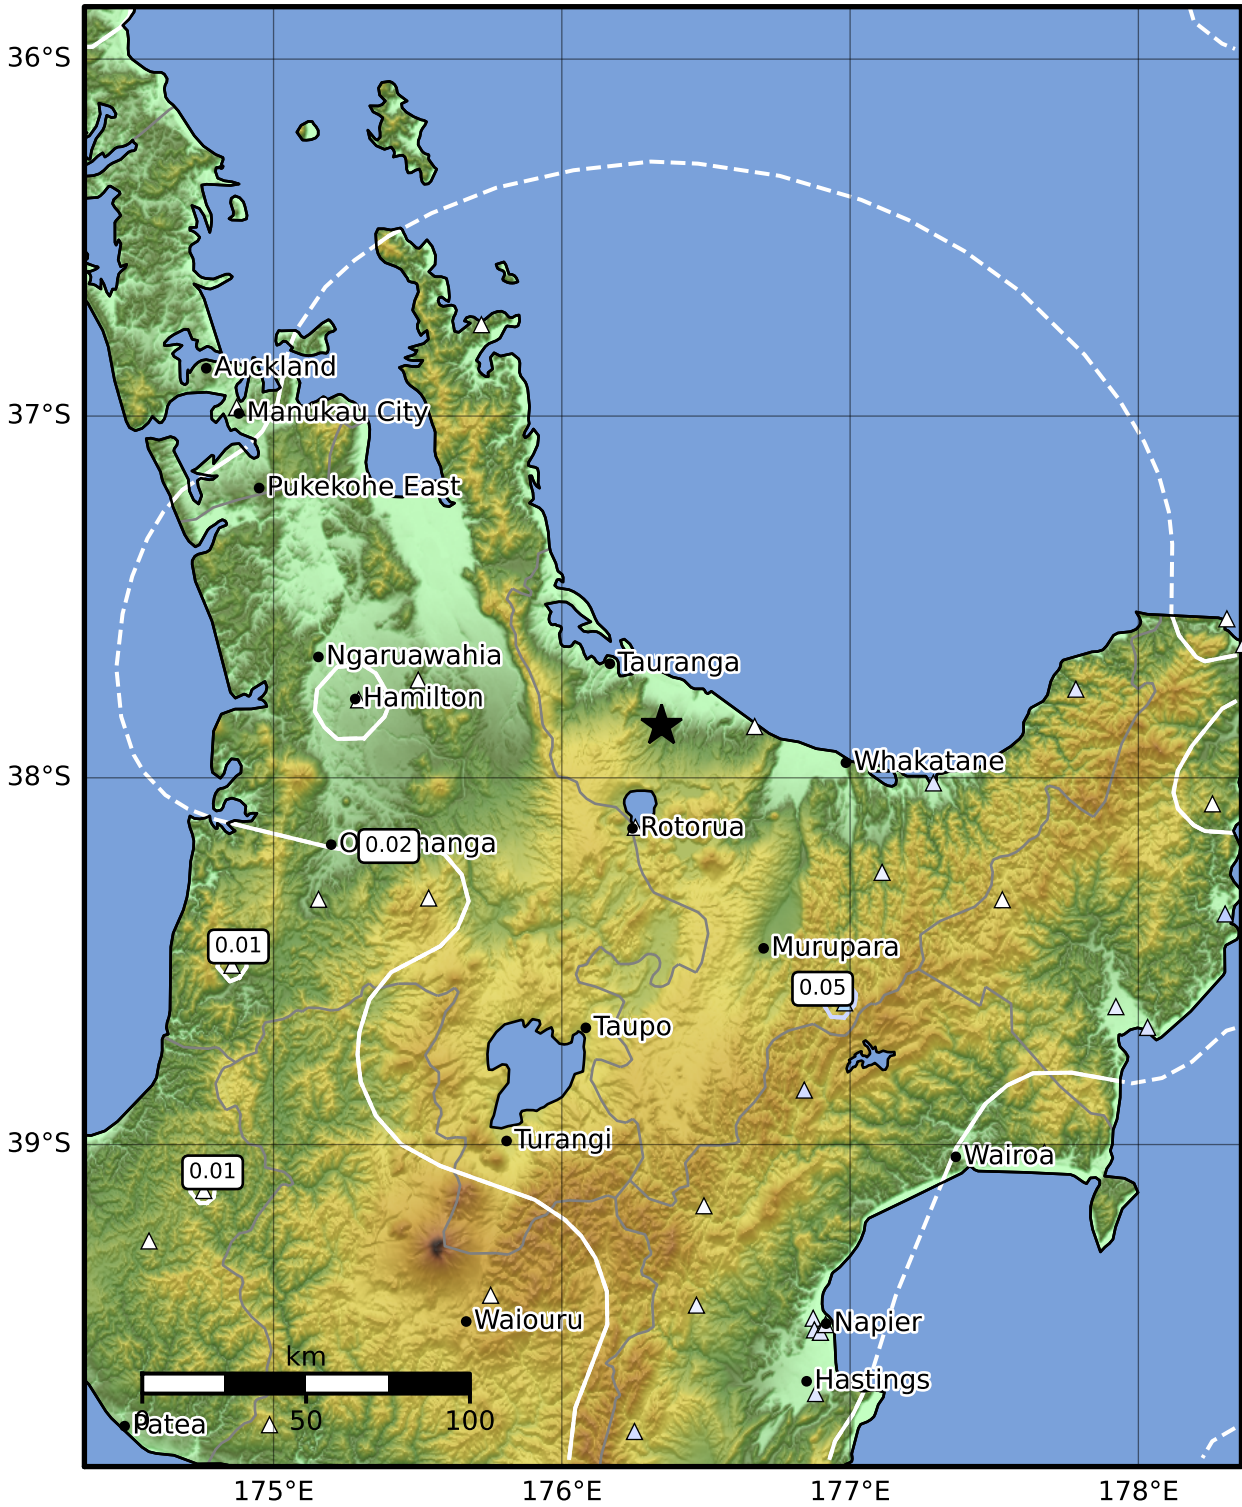 36°S
Auckland
37°S
Manukau City
Pukekohe East
Ngaruawahia
Tauranga
Hamilton
Whakatane
38°S
Rotorua
0.02
hanga
0.01
Murupara
0.05
Taupo
Turangi
39°S
Wairoa
0.01
Waiouru
Napier
km
Hastings
0 50 100
Patea
175°E 176°E 177°E 178°E